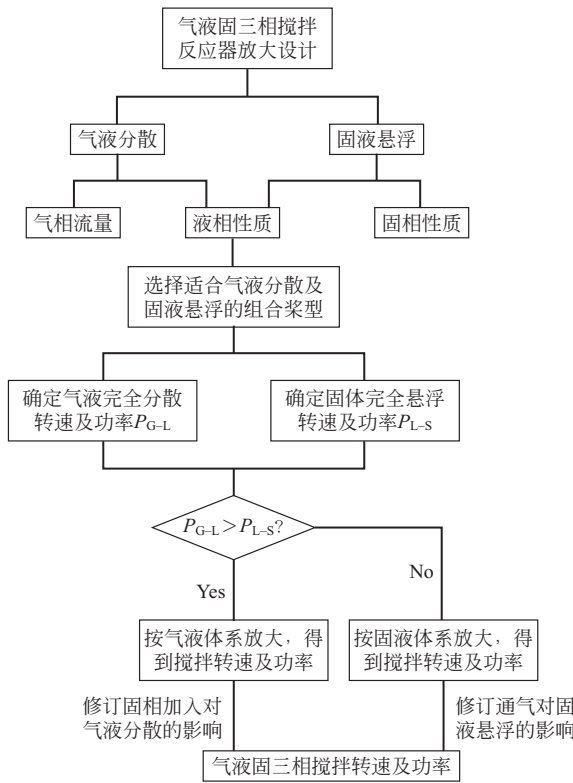 气液固三相搅拌
反应器放大设计
气液分散
固液悬浮
气相流量
液相性质
固相性质
选择适合气液分散及
固液悬浮的组合桨型
确定气液完全分散
转速及功率P_G–L
确定固体完全悬浮
转速及功率P_L–S
P_G–L＞P_L–S?
Yes
No
按气液体系放大，得
到搅拌转速及功率
按固液体系放大，得
到搅拌转速及功率
修订固相加入对
气液分散的影响
修订通气对固
液悬浮的影响
气液固三相搅拌转速及功率